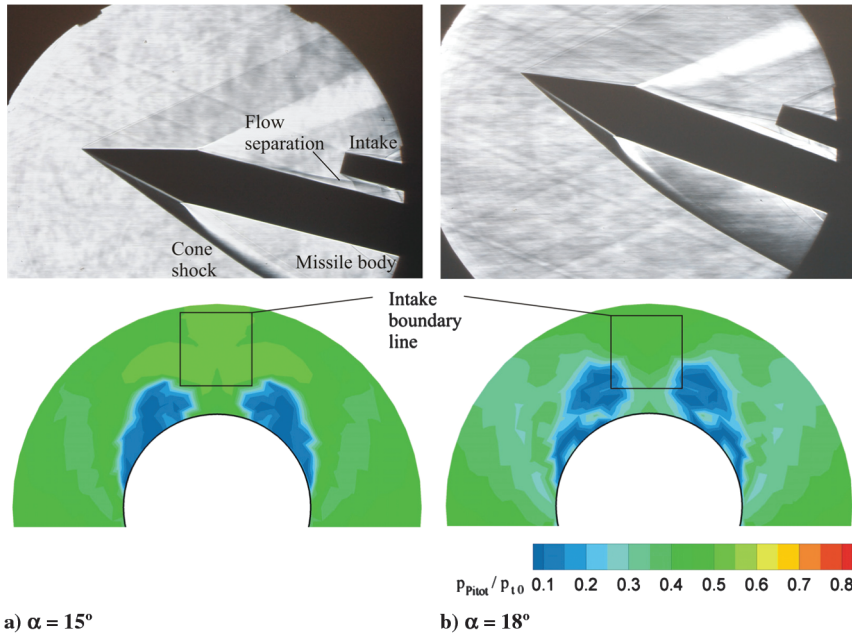 Flow
separation
Intake
Cone
shock
Missile body
Intake
boundary
line
pPitot / pt0 0.1 0.2 0.3 0.4 0.5 0.6 0.7 0.8
a) α = 15º
b) α = 18º